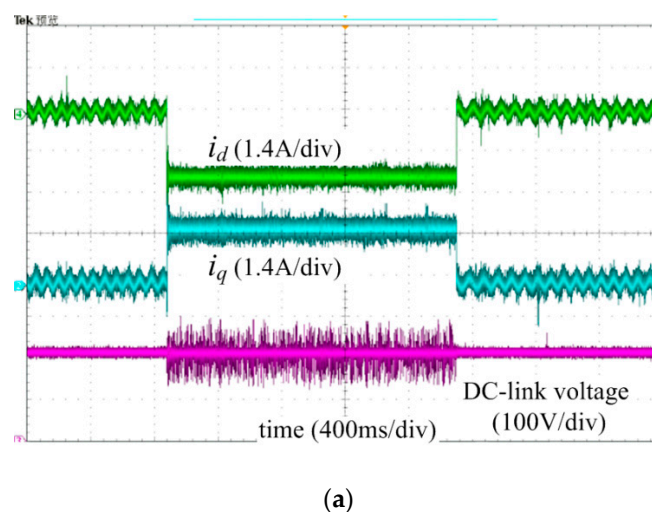 Tek 预览
4
i_d (1.4A/div)
i_q (1.4A/div)
DC-link voltage
(100V/div)
time (400ms/div)
(a)